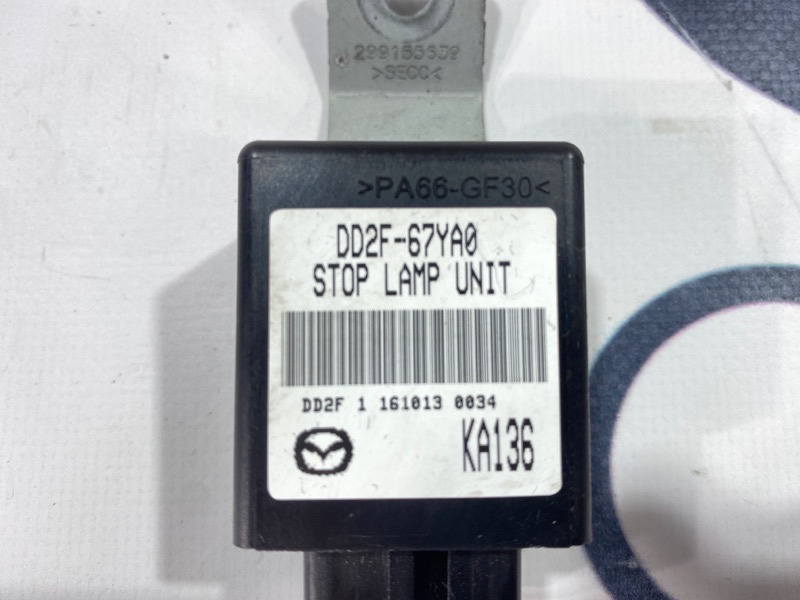 >SECC<
>PA66-GF30<
DD2F-67YA0
STOP LAMP UNIT
DD2F 1 161013 0034
KA136